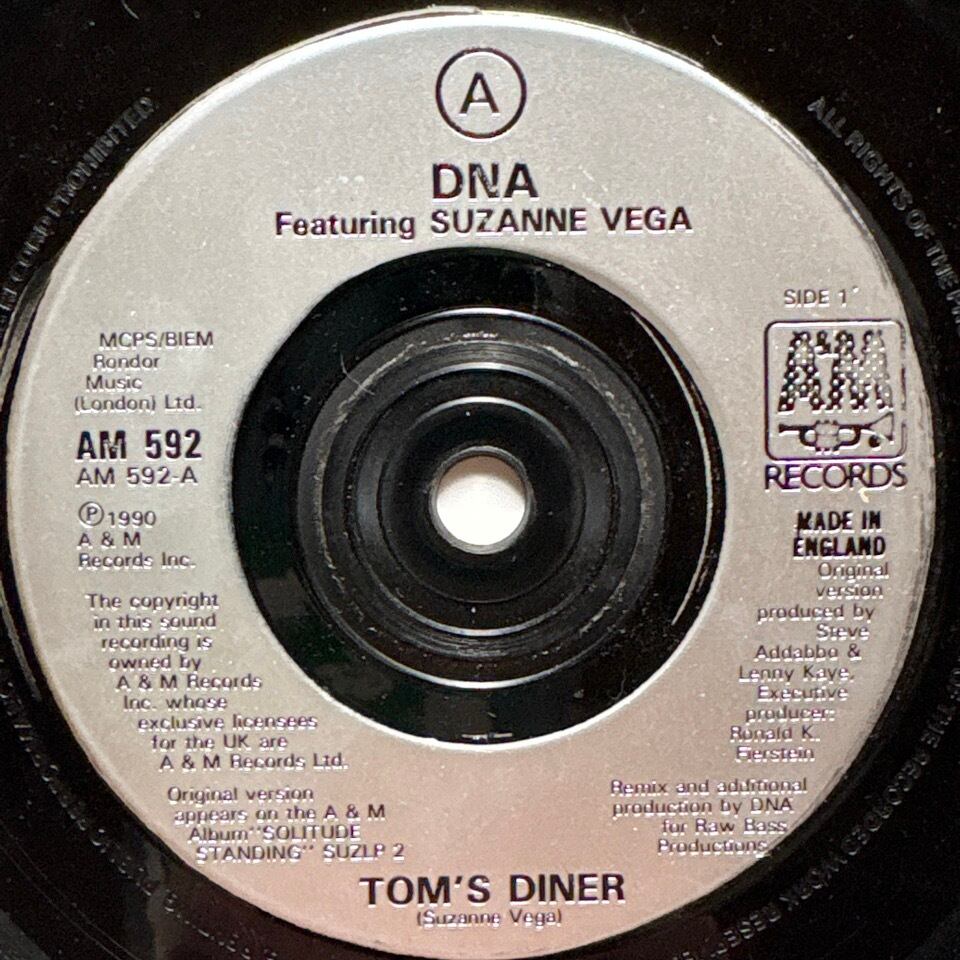 A
DNA
Featuring SUZANNE VEGA
MCPS/BIEM
Rondor
Music
(London) Ltd.
AM 592
AM 592-A
Ⓟ1990
A & M
Records Inc.
The copyright
in this sound
recording is
owned by
A & M Records
Inc. whose
exclusive licensees
for the UK are
A & M Records Ltd.
Original version
appears on the A & M
Album "SOLITUDE
STANDING" SUZLP 2
SIDE 1
A&M
RECORDS
MADE IN
ENGLAND
Original
version
produced by
Steve
Addabbo &
Lenny Kaye,
Executive
producer:
Ronald K.
Fierstein
Remix and additional
production by DNA
for Raw Bass
Productions
TOM'S DINER
(Suzanne Vega)
ALL RIGHTS OF THE
RECORDED WORK
PROHIBITED